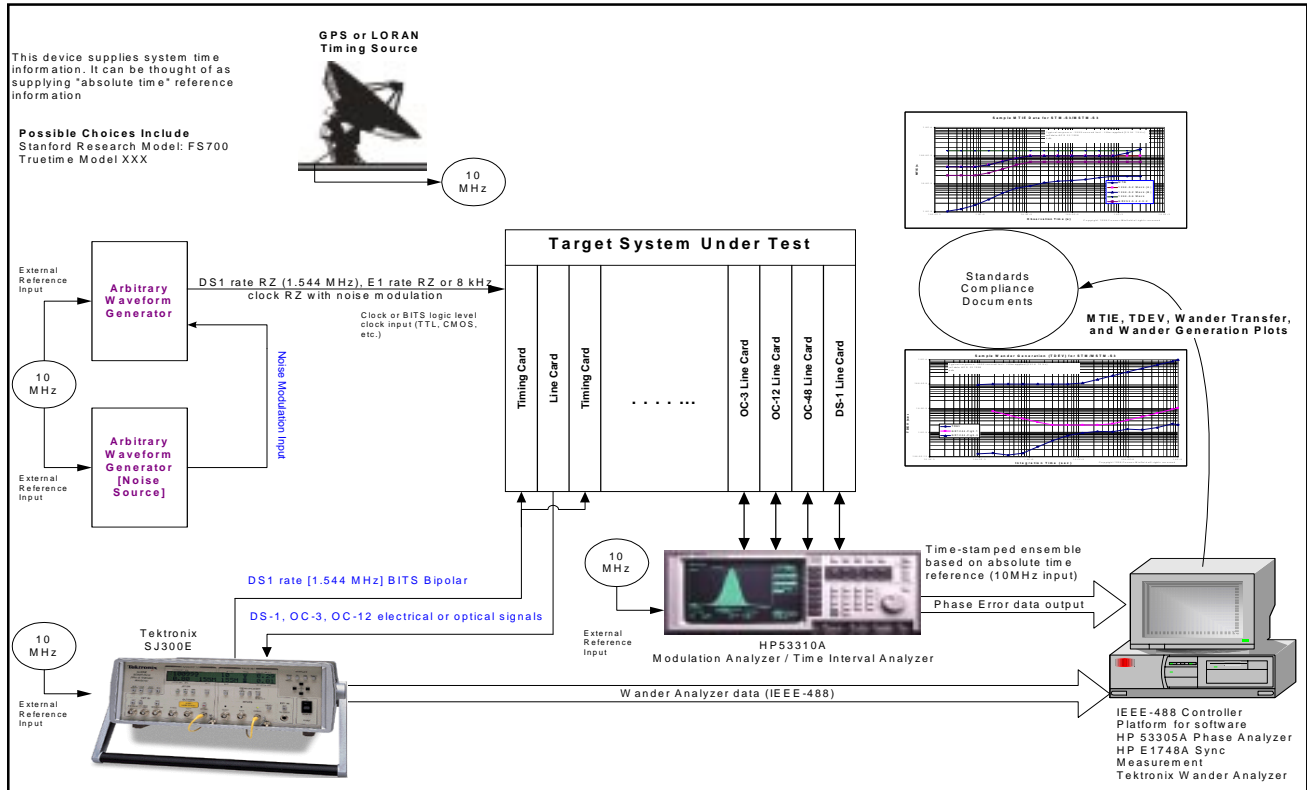 GPS or LORAN
Timing Source
This device supplies system time
information. It can be thought of as
supplying "absolute time" reference
information
Possible Choices Include
Stanford Research Model: FS700
Truetime Model XXX
10
MHz
Target System Under Test
External
Reference
Input
Arbitrary
Waveform
Generator
DS1 rate RZ (1.544 MHz), E1 rate RZ or 8 kHz
clock RZ with noise modulation
Clock or BITS logic level
clock input (TTL, CMOS,
etc.)
Noise Modulation Input
10
MHz
Arbitrary
Waveform
Generator
[Noise
Source]
External
Reference
Input
Timing Card
Line Card
Timing Card
. . . . ...
OC-3 Line Card
OC-12 Line Card
OC-48 Line Card
DS-1 Line Card
Standards
Compliance
Documents
MTIE, TDEV, Wander Transfer,
and Wander Generation Plots
DS1 rate [1.544 MHz] BITS Bipolar
DS-1, OC-3, OC-12 electrical or optical signals
10
MHz
External
Reference
Input
HP53310A
Modulation Analyzer / Time Interval Analyzer
Time-stamped ensemble
based on absolute time
reference (10MHz input)
Phase Error data output
10
MHz
External
Reference
Input
Tektronix
SJ300E
Tektronix
Wander Analyzer data (IEEE-488)
IEEE-488 Controller
Platform for software
HP 53305A Phase Analyzer
HP E1748A Sync
Measurement
Tektronix Wander Analyzer